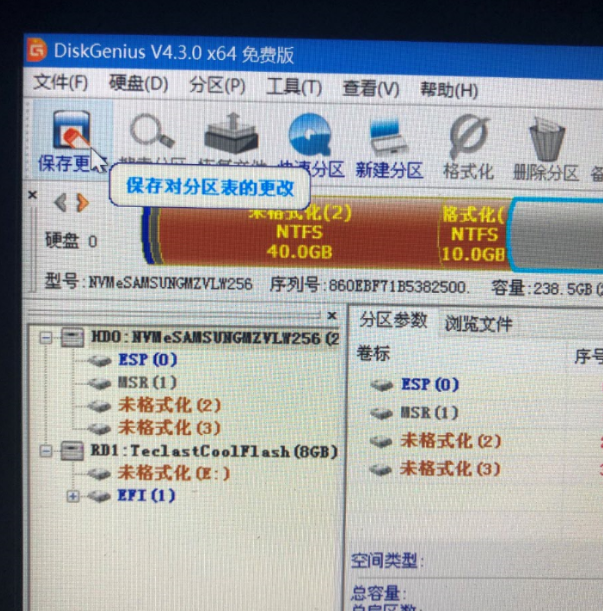 DiskGenius V4.3.0 x64 免费版
文件(F) 硬盘(D) 分区(P) 工具(T) 查看(V) 帮助(H)
保存更 快速分区 新建分区 格式化 删除分区
保存对分区表的更改
未格式化(2)
NTFS
40.0GB
格式化(
NTFS
10.0GB
硬盘 0
型号:NVMeSAMSUNGMZVLW256 序列号:860EBF71B5382500. 容量:238.5GB(2
HD0:NVMeSAMSUNGMZVLW256(2
ESP(0)
MSR(1)
未格式化(2)
未格式化(3)
RD1:TeclastCoolFlash(8GB)
未格式化(E:)
EFI(1)
分区参数 浏览文件
卷标 序号
ESP(0)
MSR(1)
未格式化(2)
未格式化(3)
空间类型:
总容量: